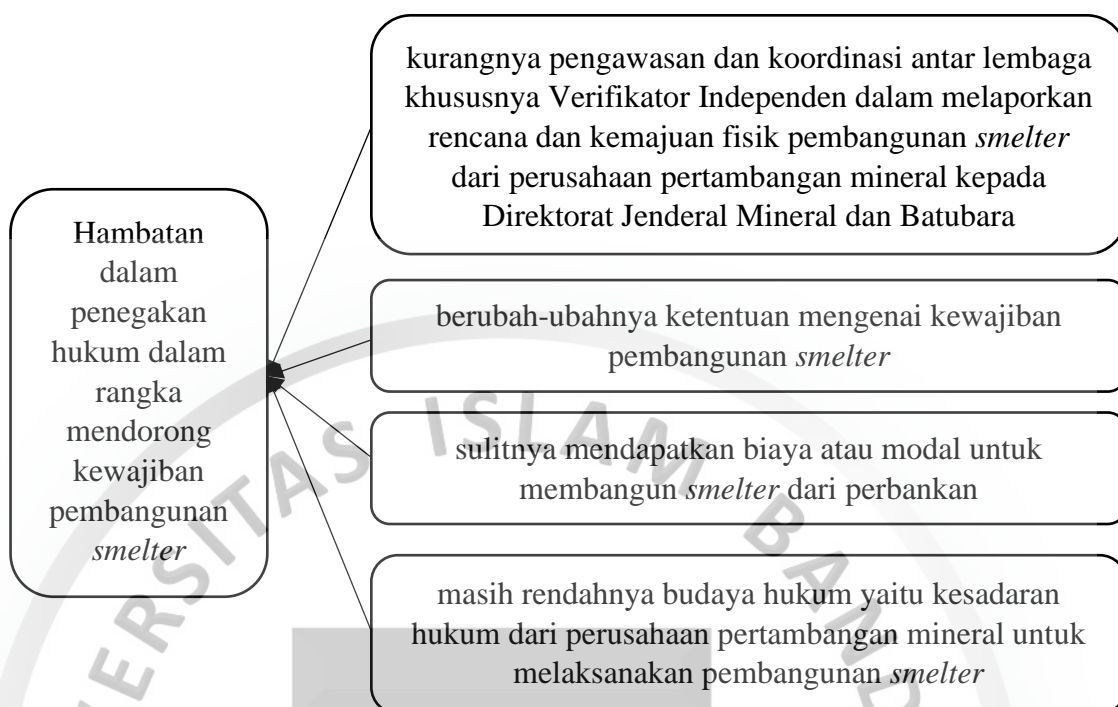 Hambatan
dalam
penegakan
hukum dalam
rangka
mendorong
kewajiban
pembangunan
smelter
kurangnya pengawasan dan koordinasi antar lembaga
khususnya Verifikator Independen dalam melaporkan
rencana dan kemajuan fisik pembangunan smelter
dari perusahaan pertambangan mineral kepada
Direktorat Jenderal Mineral dan Batubara
berubah-ubahnya ketentuan mengenai kewajiban
pembangunan smelter
sulitnya mendapatkan biaya atau modal untuk
membangun smelter dari perbankan
masih rendahnya budaya hukum yaitu kesadaran
hukum dari perusahaan pertambangan mineral untuk
melaksanakan pembangunan smelter
ERSITAS ISLAM BAND